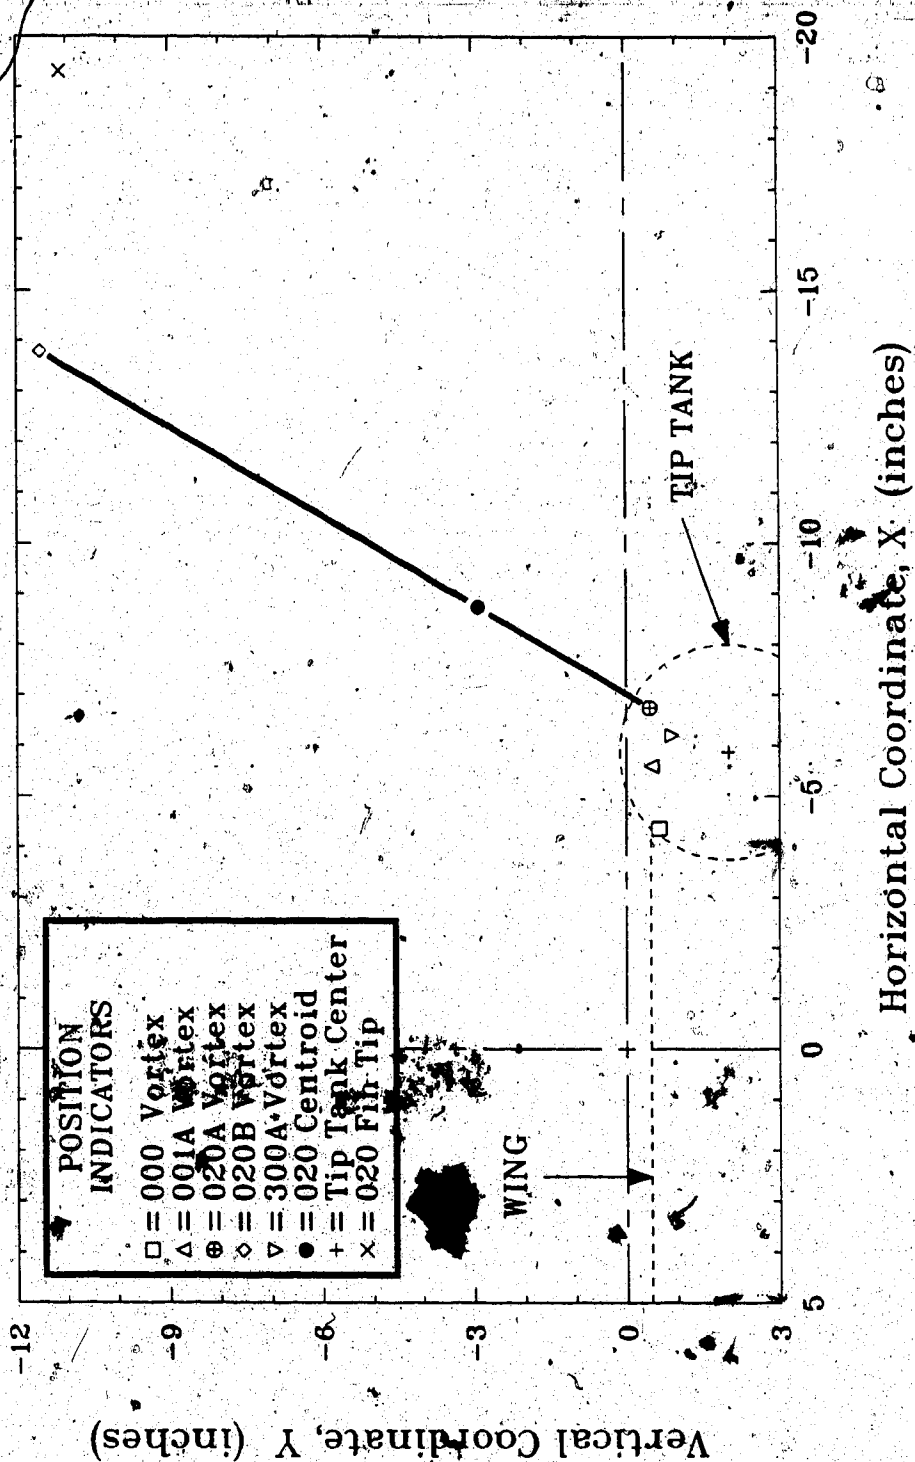 POSITION
INDICATORS
□ = 000 Vortex
△ = 001A Vortex
⊕ = 020A Vortex
◇ = 020B Vortex
▽ = 300A Vortex
● = 020 Centroid
+ = Tip Tank Center
× = 020 Fin Tip
WING
TIP TANK
-12
-9
-6
-3
0
3
5
0
-5
-10
-15
-20
Vertical Coordinate, Y (inches)
Horizontal Coordinate, X (inches)